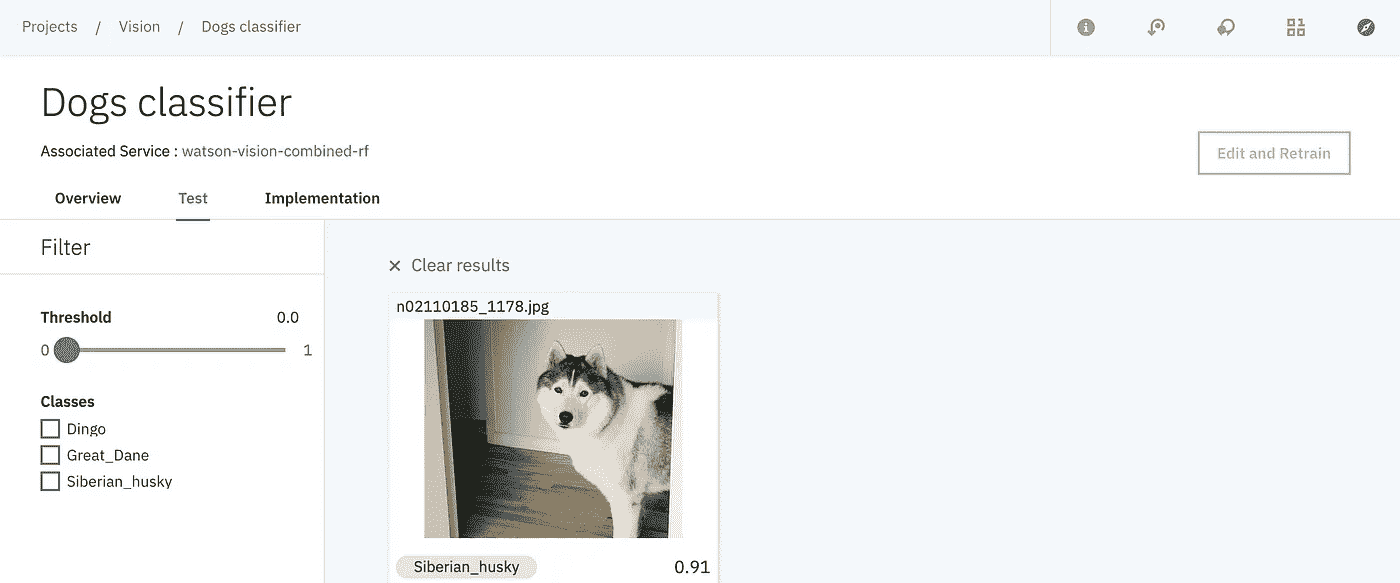 Projects / Vision / Dogs classifier
Dogs classifier
Associated Service : watson-vision-combined-rf
Edit and Retrain
Overview Test Implementation
Filter
Clear results
n02110185_1178.jpg
Threshold 0.0
0 1
Classes
Dingo
Great_Dane
Siberian_husky
Siberian_husky 0.91